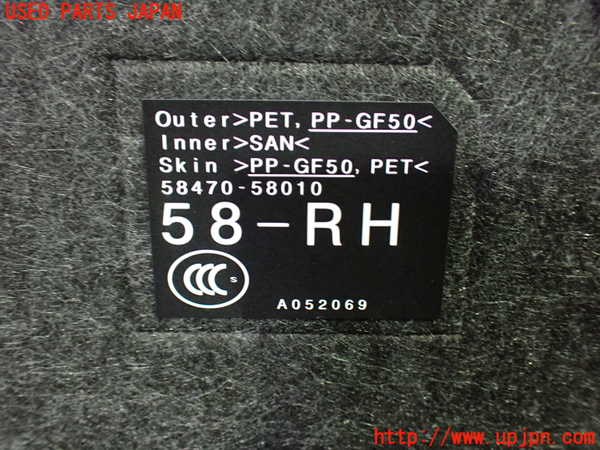 USED PARTS JAPAN
Outer>PET, PP-GF50<
Inner>SAN<
Skin >PP-GF50, PET<
58470-58010
58-RH
CCC S
A052069
http://www.upjpn.com/